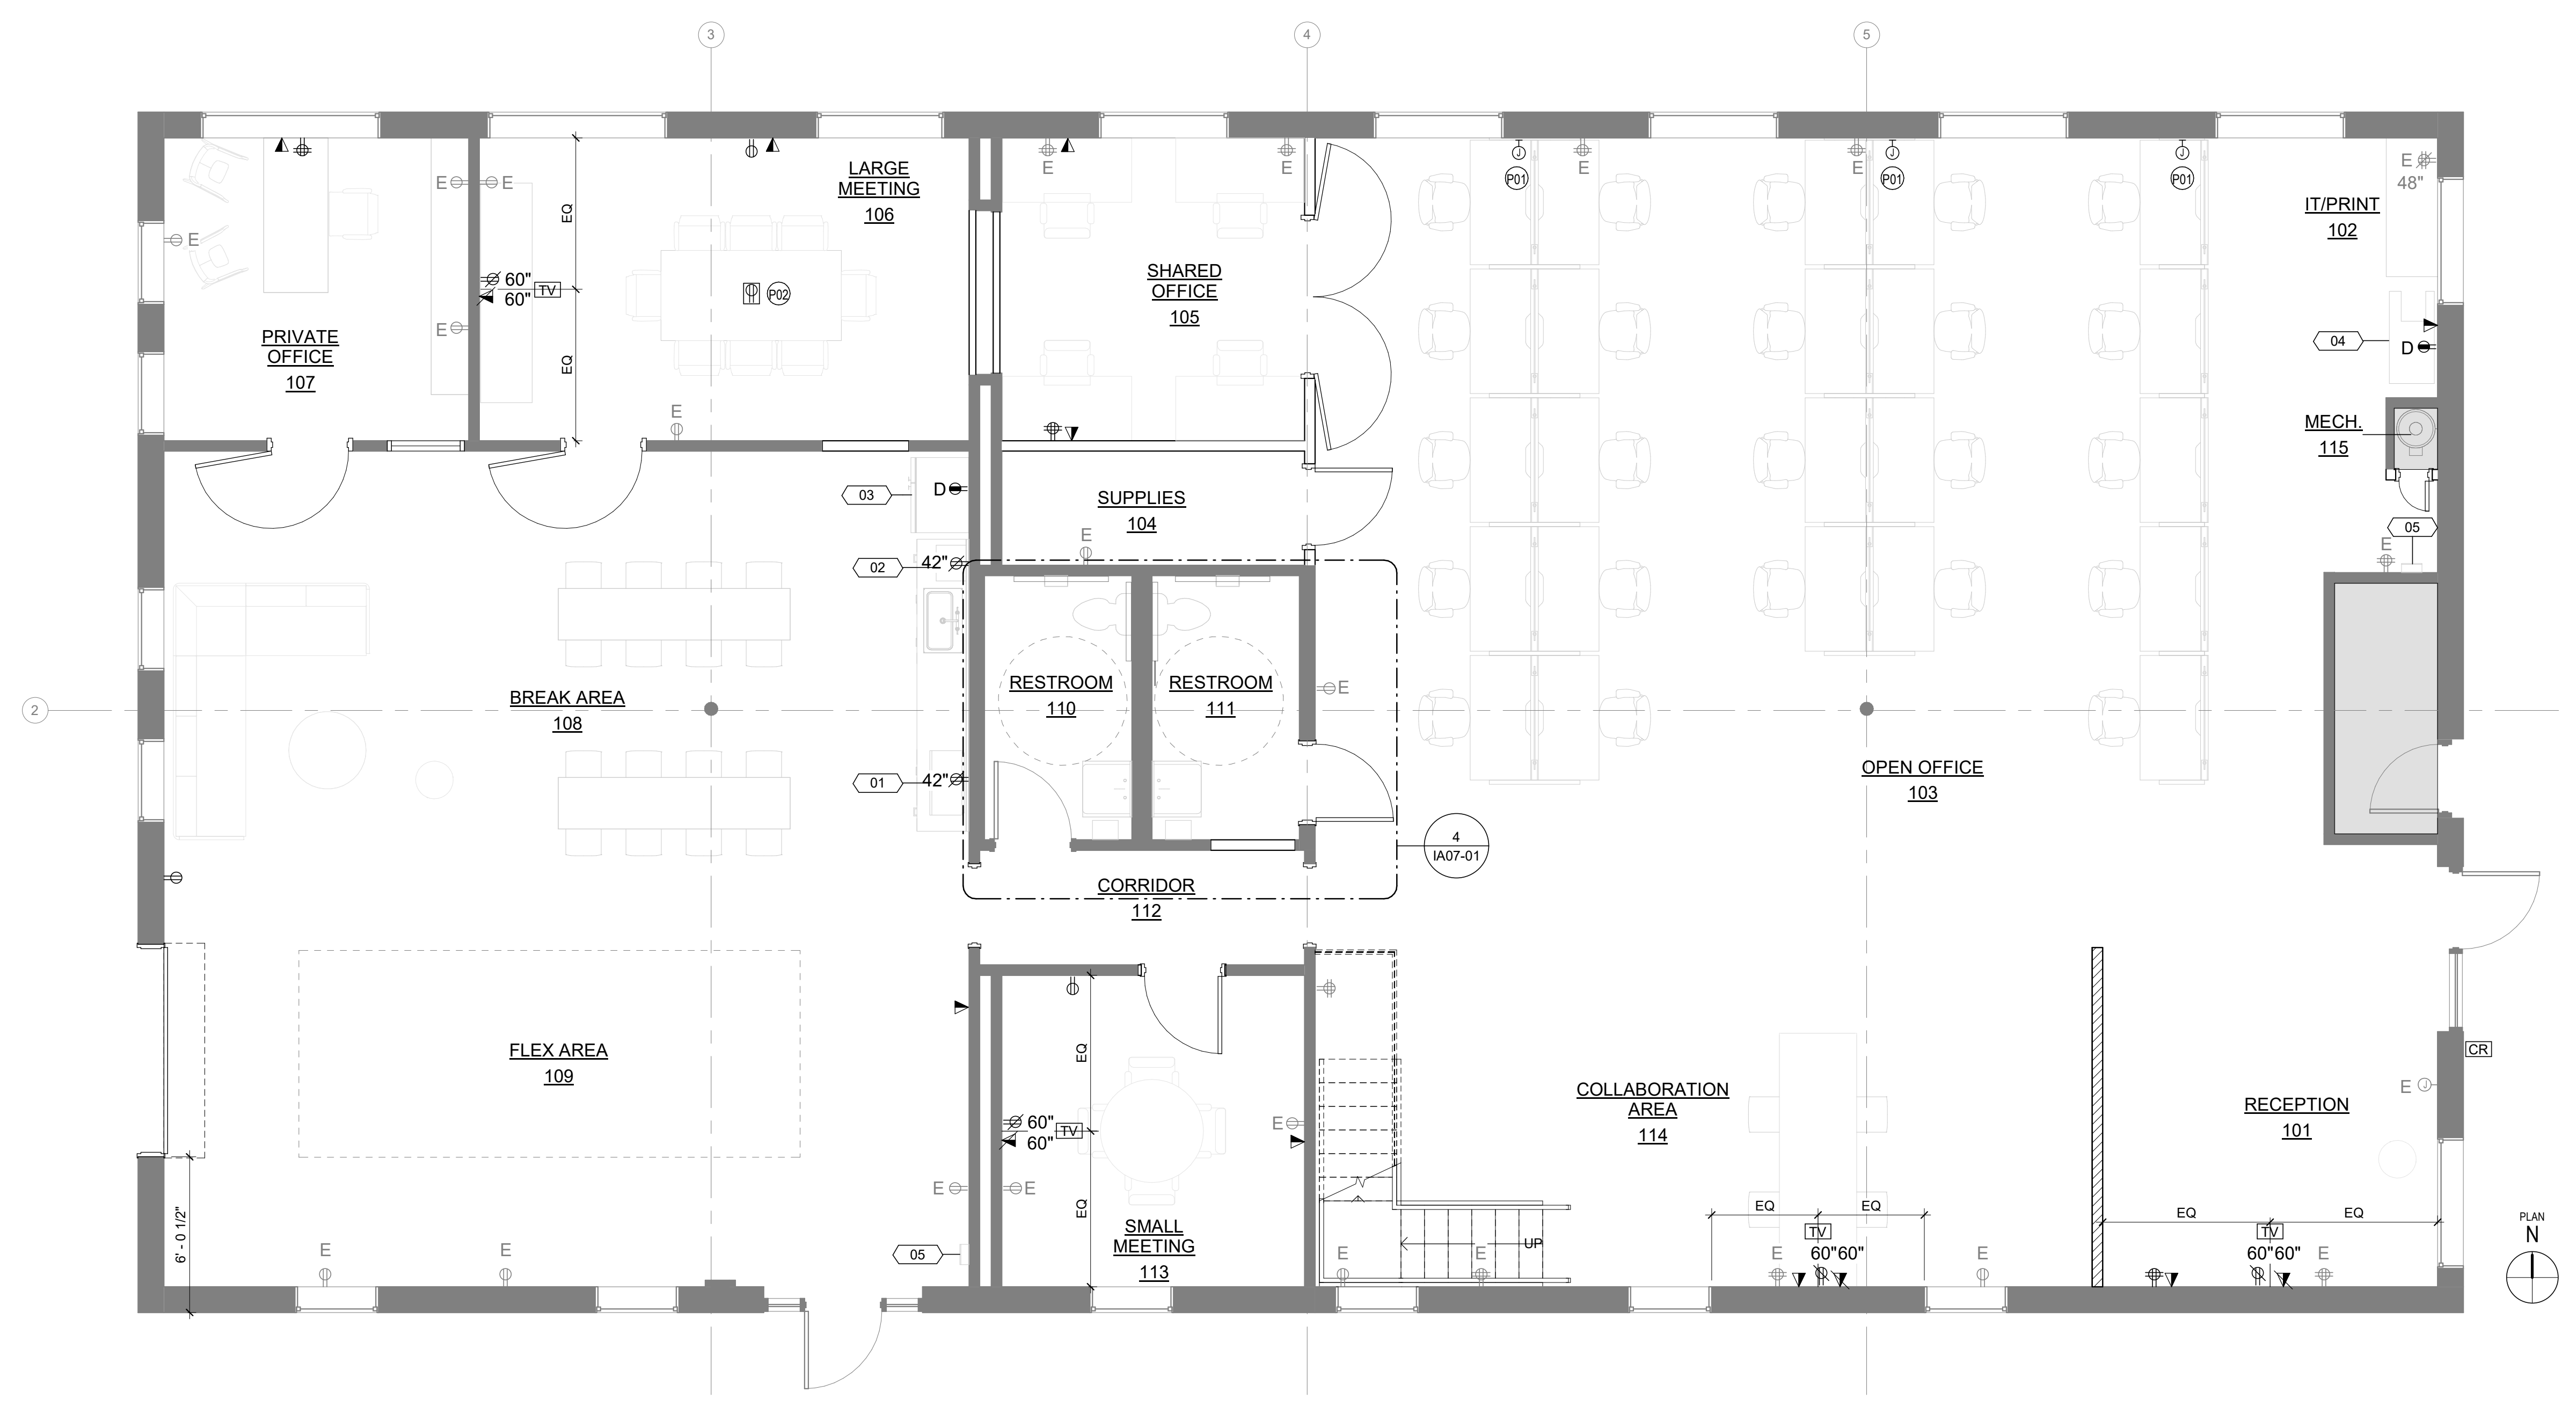 3
4
5
LARGE
MEETING
106
E
E
E
48"
P01
E
E
P01
P01
IT/PRINT
102
E
E
E
EQ
60"
TV
60"
P02
SHARED
OFFICE
105
PRIVATE
OFFICE
107
E
EQ
E
04
D
MECH.
115
03
D
SUPPLIES
104
E
02
42"
05
E
RESTROOM
110
RESTROOM
111
E
2
BREAK AREA
108
01
42"
OPEN OFFICE
103
4
IA07-01
CORRIDOR
112
FLEX AREA
109
EQ
60"
TV
60"
E
E
E
EQ
SMALL
MEETING
113
COLLABORATION
AREA
114
RECEPTION
101
CR
E
J
J
J
J
6' - 0 1/2"
E
E
05
UP
E
E
EQ
EQ
TV
E
60"
60"
E
EQ
EQ
TV
60"
60"
E
PLAN
N